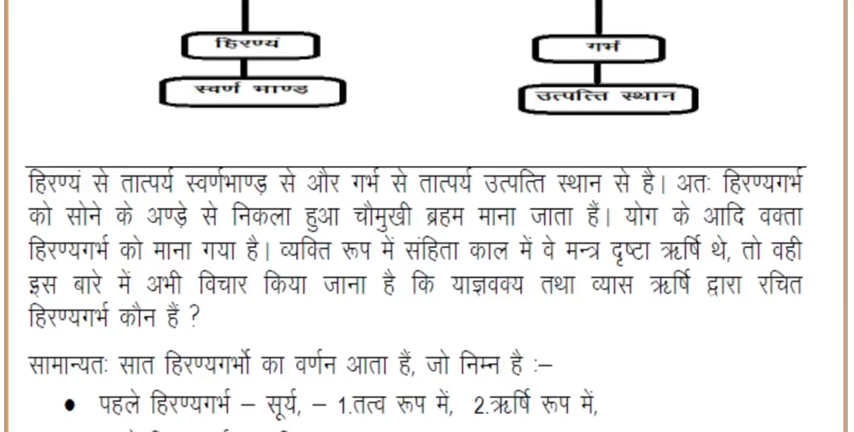 हिरण्यं गर्भ
स्वर्ण भाण्ड उत्पत्ति स्थान
हिरण्यं से तात्पर्य स्वर्णभाण्ड़ से और गर्भ से तात्पर्य उत्पत्ति स्थान से है। अतः हिरण्यगर्भ
को सोने के अण्ड़े से निकला हुआ चौमुखी ब्रहम माना जाता हैं। योग के आदि वक्ता
हिरण्यगर्भ को माना गया है। व्यक्ति रूप में संहिता काल में वे मन्त्र दृष्टा ऋर्षि थे, तो वही
इस बारे में अभी विचार किया जाना है कि याज्ञवक्य तथा व्यास ऋर्षि द्वारा रचित
हिरण्यगर्भ कौन हैं ?
सामान्यतः सात हिरण्यगर्भो का वर्णन आता हैं, जो निम्न है :–
• पहले हिरण्यगर्भ – सूर्य, – 1.तत्व रूप में, 2.ऋर्षि रूप में,